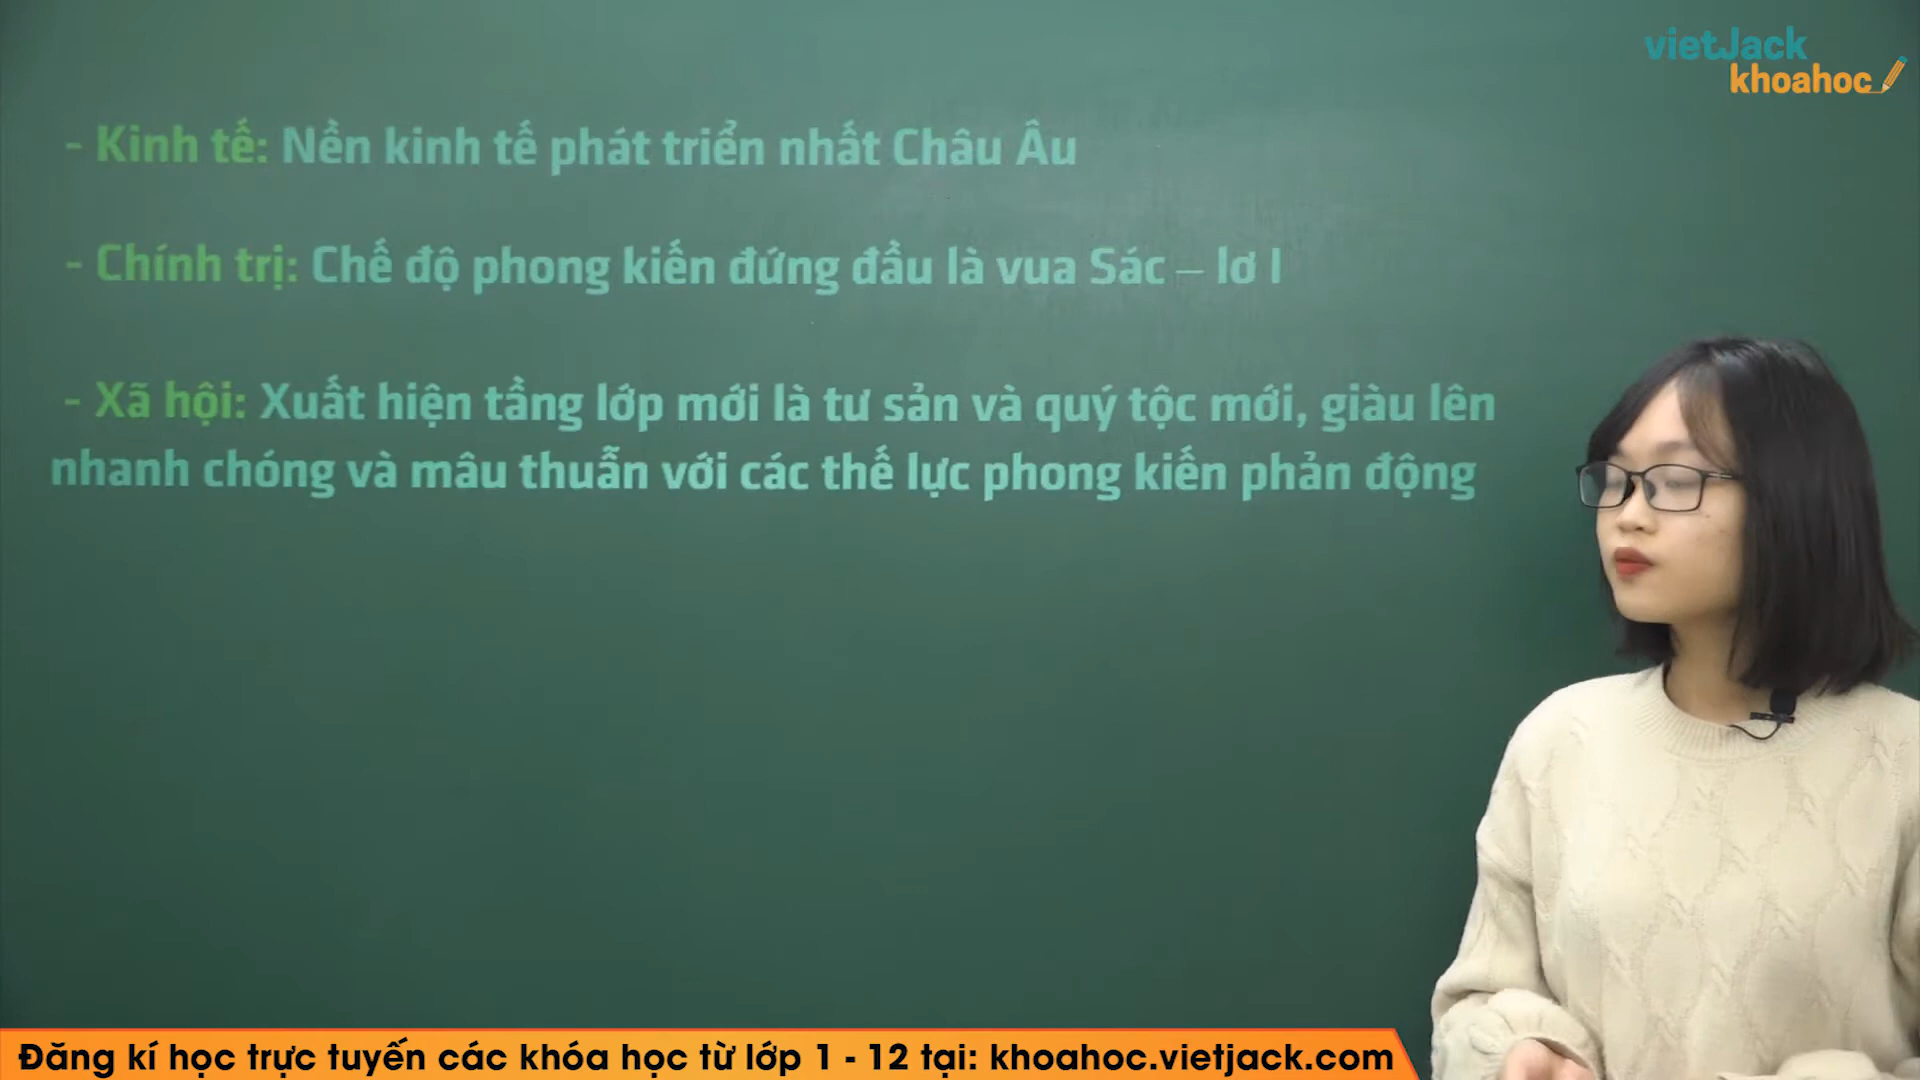 vietJack
khoahoc
- Kinh tế: Nền kinh tế phát triển nhất Châu Âu
- Chính trị: Chế độ phong kiến đứng đầu là vua Sác – lơ I
- Xã hội: Xuất hiện tầng lớp mới là tư sản và quý tộc mới, giàu lên
nhanh chóng và mâu thuẫn với các thế lực phong kiến phản động
Đăng kí học trực tuyến các khóa học từ lớp 1 - 12 tại: khoahoc.vietjack.com